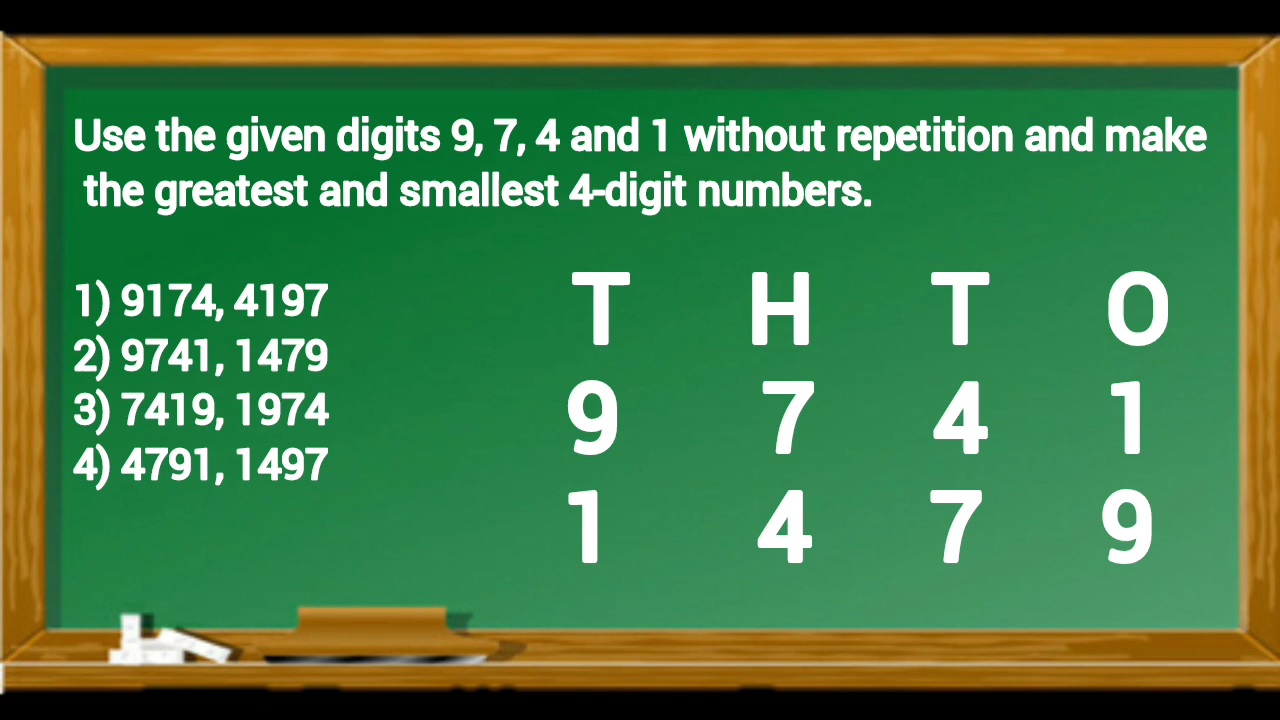 Use the given digits 9, 7, 4 and 1 without repetition and make
the greatest and smallest 4-digit numbers.
1) 9174, 4197
2) 9741, 1479
3) 7419, 1974
4) 4791, 1497
T H T O
9 7 4 1
1 4 7 9